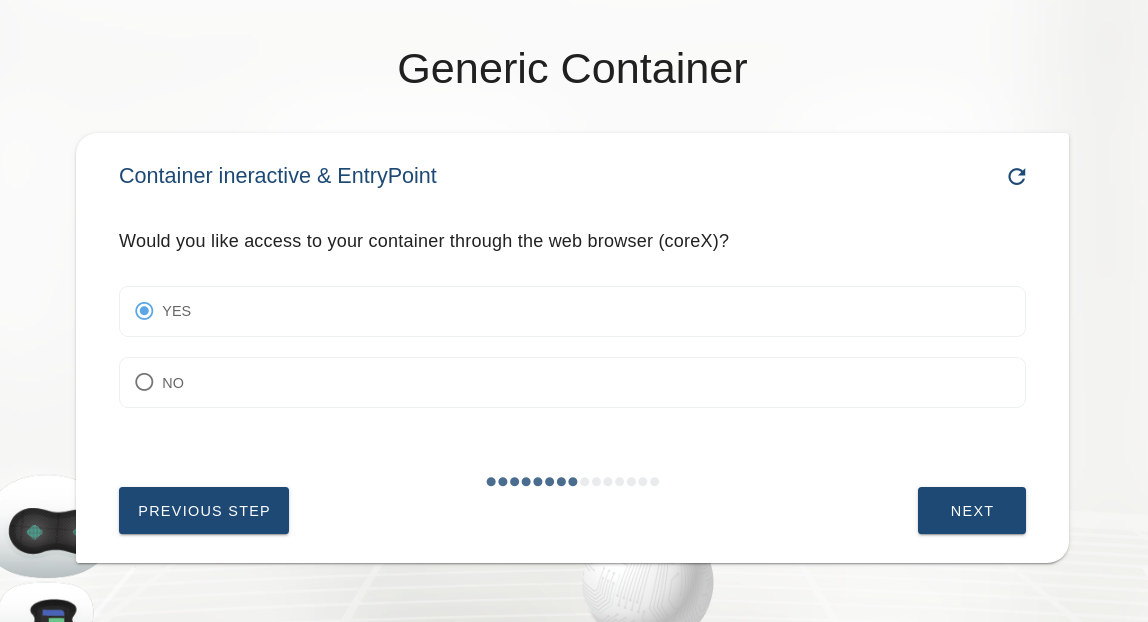 Generic Container
Container ineractive & EntryPoint
Would you like access to your container through the web browser (coreX)?
YES
NO
PREVIOUS STEP
NEXT